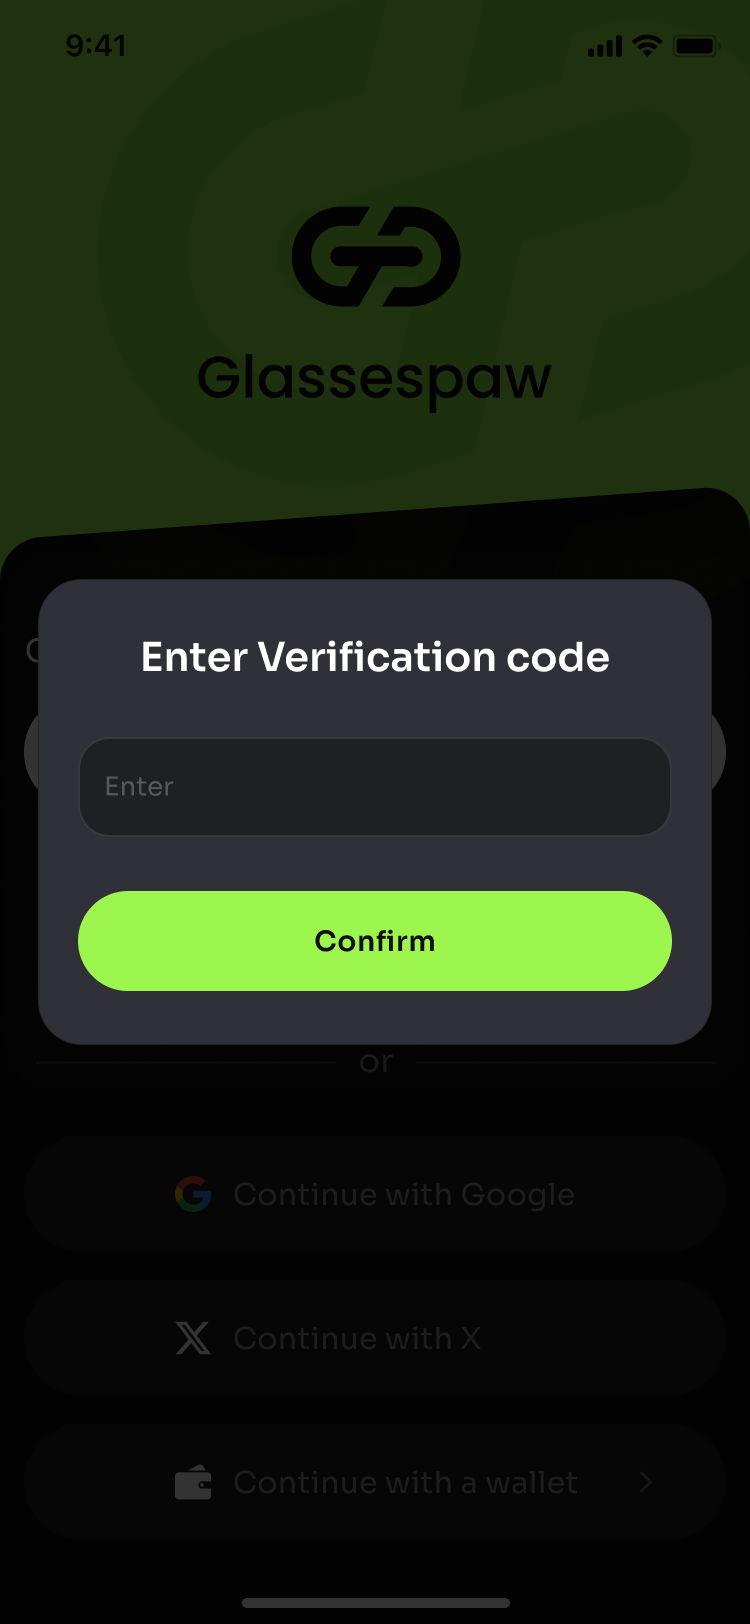 9:41
Glassespaw
Enter Verification code
Enter
Confirm
or
Continue with Google
Continue with X
Continue with a wallet